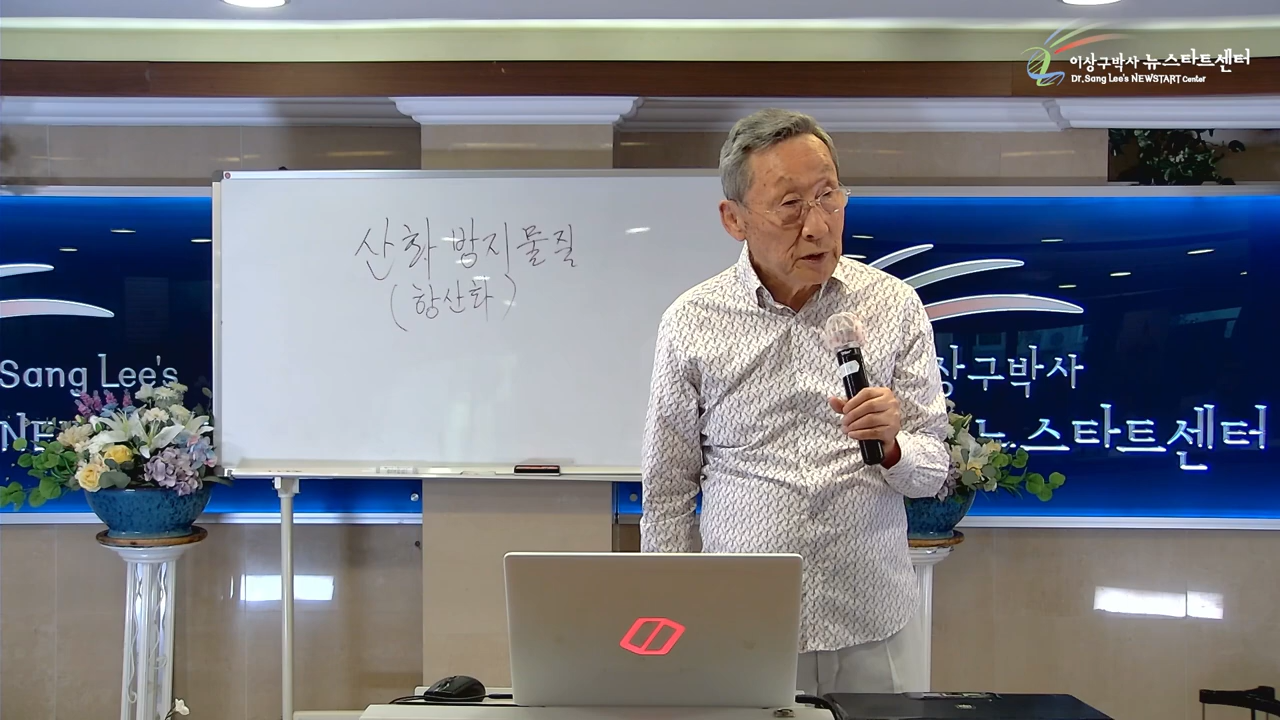 이상구박사 뉴스타트센터
Dr. Sang Lee's NEWSTART Center
산화 방지 물질
(항산화)
Sang Lee's
NE
상구박사
뉴스타트센터